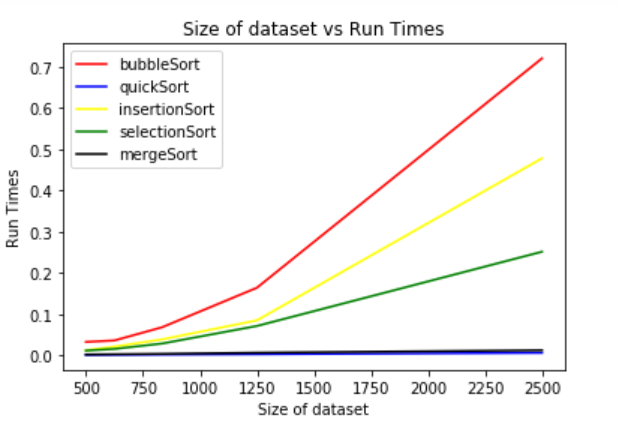 Size of dataset vs Run Times
bubbleSort
quickSort
insertionSort
selectionSort
mergeSort
0.7
0.6
0.5
0.4
0.3
0.2
0.1
0.0
Run Times
500 750 1000 1250 1500 1750 2000 2250 2500
Size of dataset